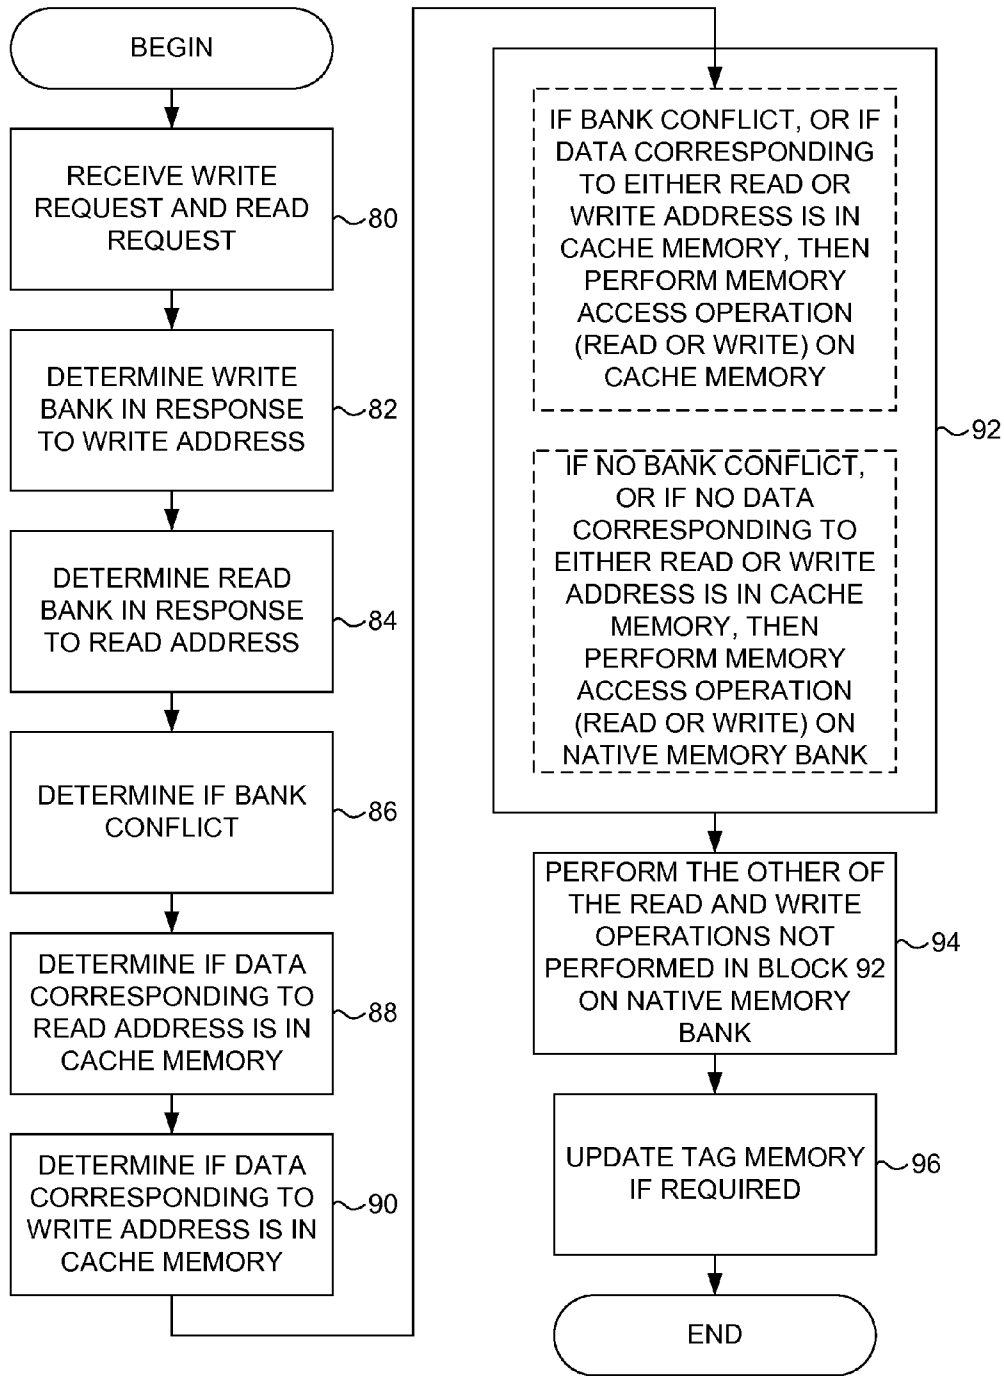 BEGIN
RECEIVE WRITE
REQUEST AND READ
REQUEST
80
DETERMINE WRITE
BANK IN RESPONSE
TO WRITE ADDRESS
82
DETERMINE READ
BANK IN RESPONSE
TO READ ADDRESS
84
DETERMINE IF BANK
CONFLICT
86
DETERMINE IF DATA
CORRESPONDING TO
READ ADDRESS IS IN
CACHE MEMORY
88
DETERMINE IF DATA
CORRESPONDING TO
WRITE ADDRESS IS IN
CACHE MEMORY
90
IF BANK CONFLICT, OR IF
DATA CORRESPONDING
TO EITHER READ OR
WRITE ADDRESS IS IN
CACHE MEMORY, THEN
PERFORM MEMORY
ACCESS OPERATION
(READ OR WRITE) ON
CACHE MEMORY
IF NO BANK CONFLICT,
OR IF NO DATA
CORRESPONDING TO
EITHER READ OR WRITE
ADDRESS IS IN CACHE
MEMORY, THEN
PERFORM MEMORY
ACCESS OPERATION
(READ OR WRITE) ON
NATIVE MEMORY BANK
92
PERFORM THE OTHER OF
THE READ AND WRITE
OPERATIONS NOT
PERFORMED IN BLOCK 92
ON NATIVE MEMORY
BANK
94
UPDATE TAG MEMORY
IF REQUIRED
96
END